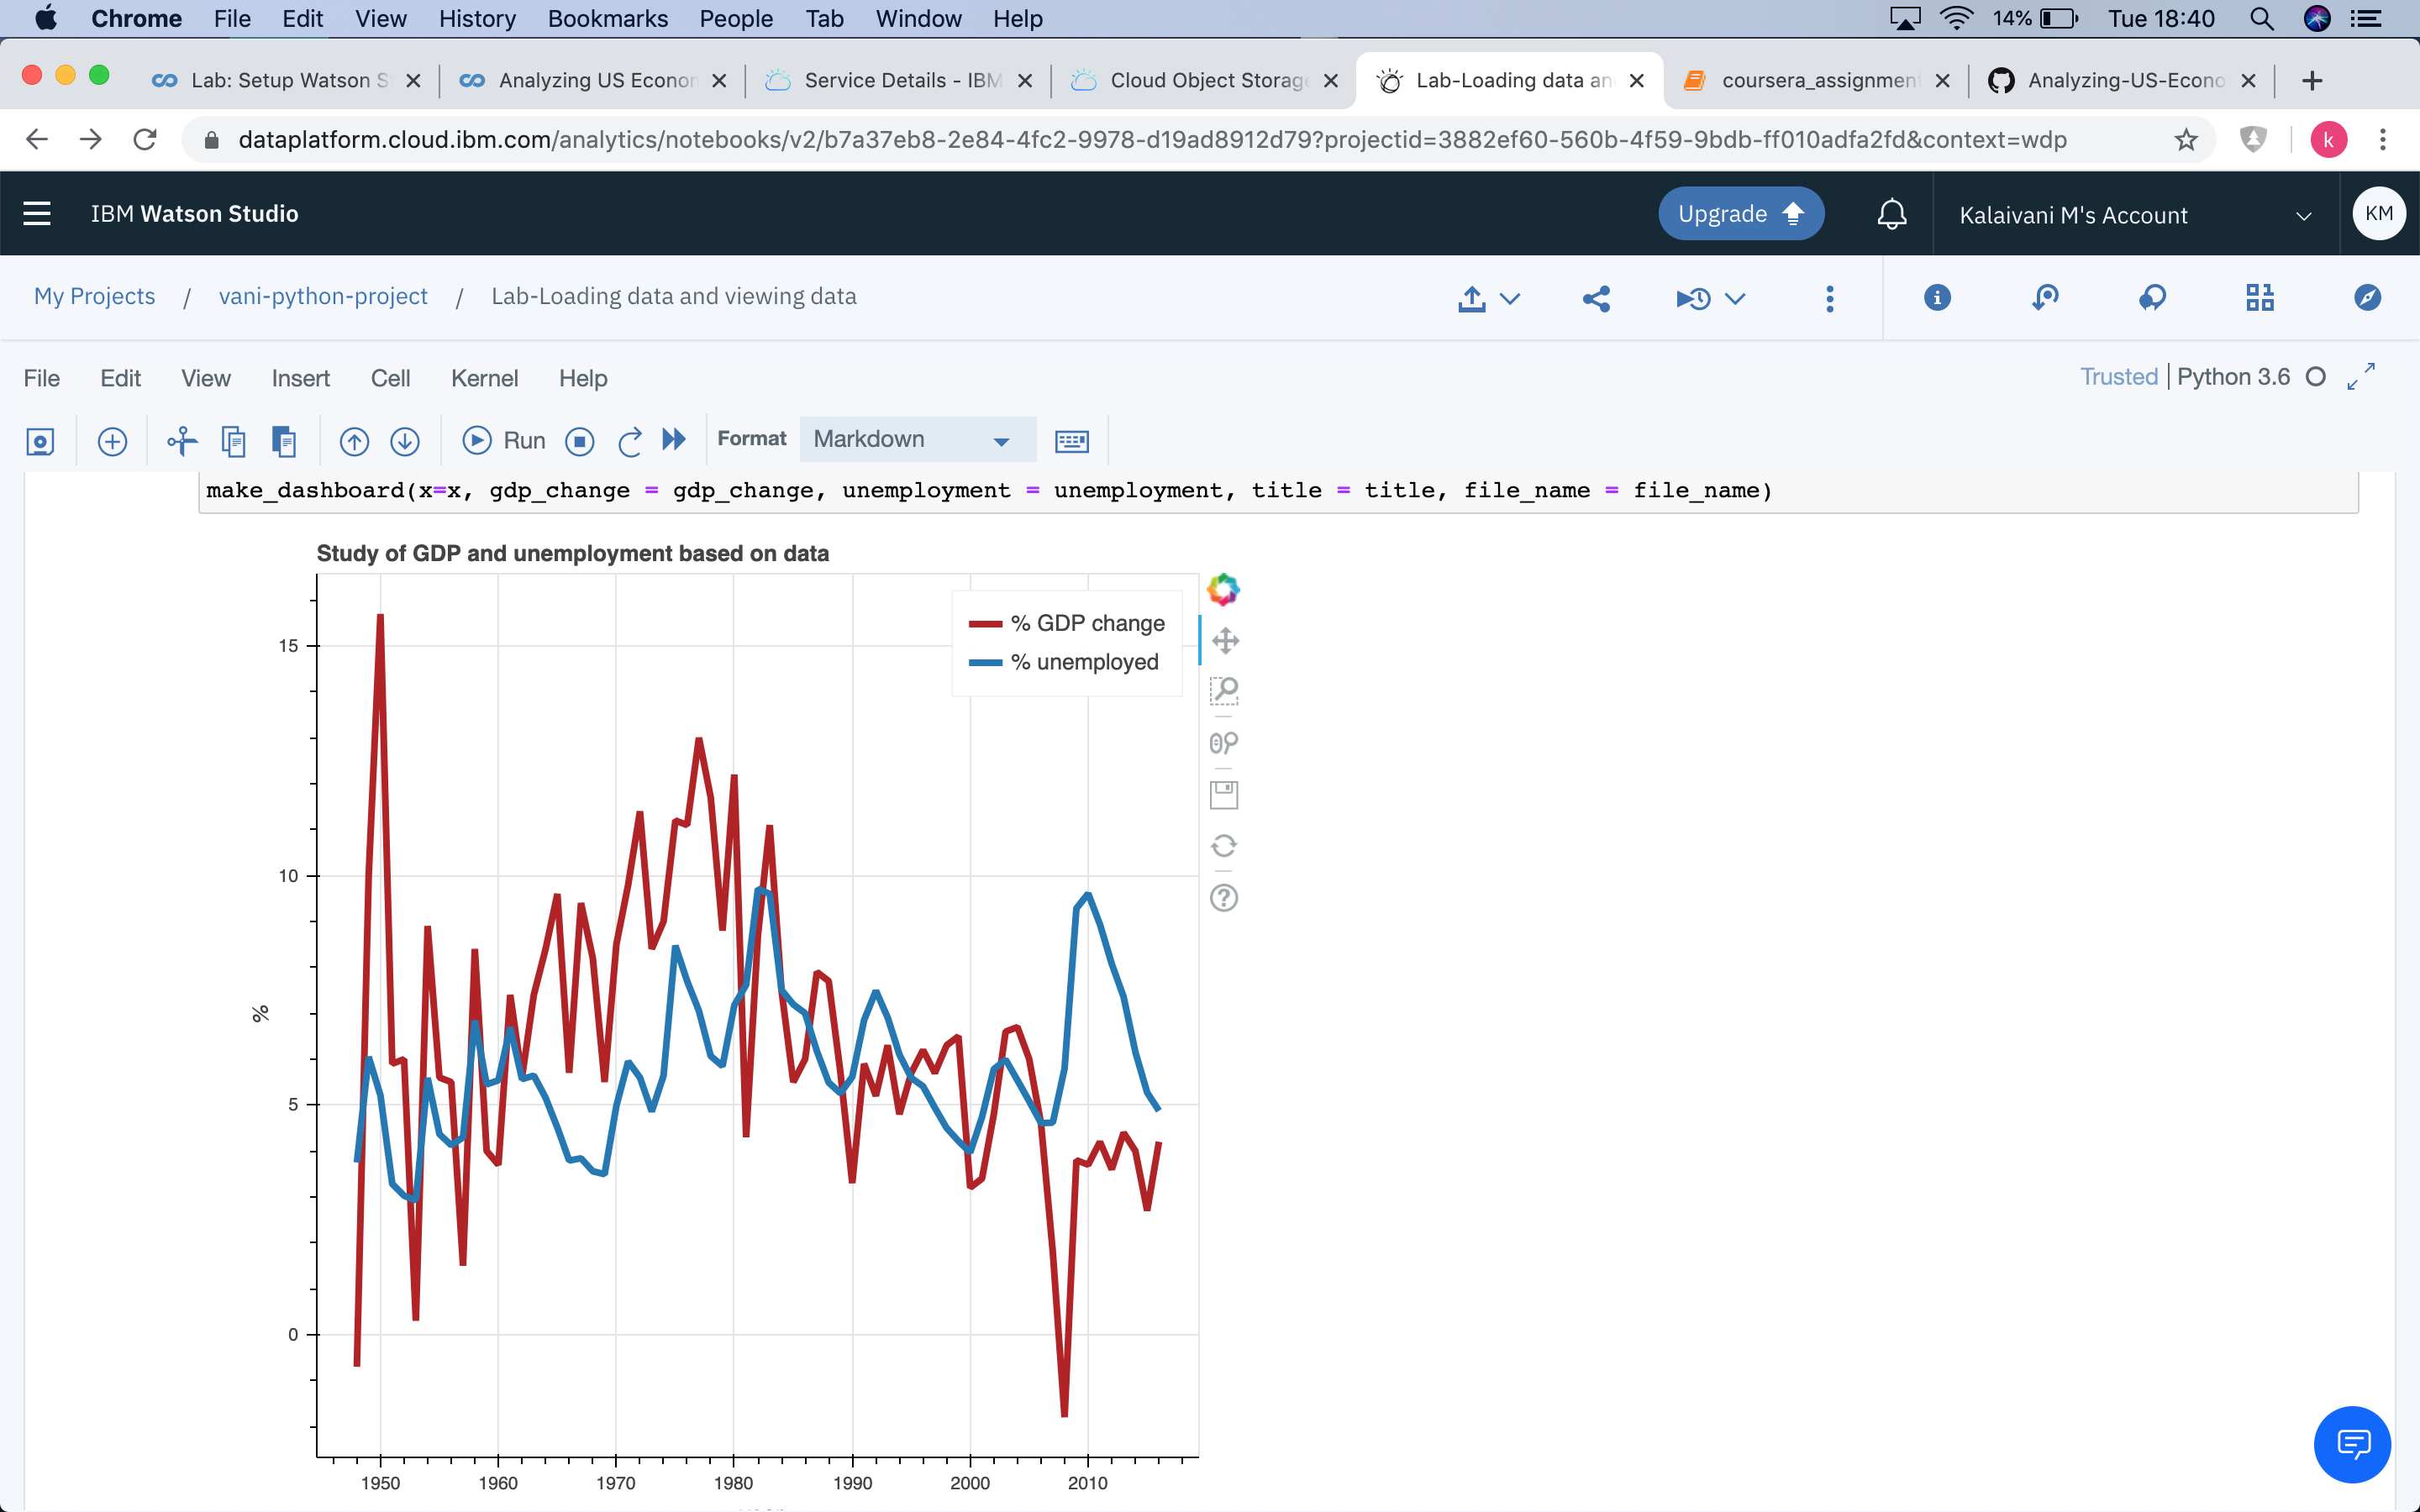 Chrome File Edit View History Bookmarks People Tab Window Help 14% Tue 18:40
Lab: Setup Watson S Analyzing US Econor Service Details - IBM Cloud Object Storage Lab-Loading data an coursera_assignment Analyzing-US-Econo
dataplatform.cloud.ibm.com/analytics/notebooks/v2/b7a37eb8-2e84-4fc2-9978-d19ad8912d79?projectid=3882ef60-560b-4f59-9bdb-ff010adfa2fd&context=wdp k
IBM Watson Studio Upgrade Kalaivani M's Account KM
My Projects / vani-python-project / Lab-Loading data and viewing data
File Edit View Insert Cell Kernel Help Trusted Python 3.6
Run Format Markdown
make_dashboard(x=x, gdp_change = gdp_change, unemployment = unemployment, title = title, file_name = file_name)
Study of GDP and unemployment based on data
% GDP change
% unemployed
15
10
5
0
%
1950 1960 1970 1980 1990 2000 2010